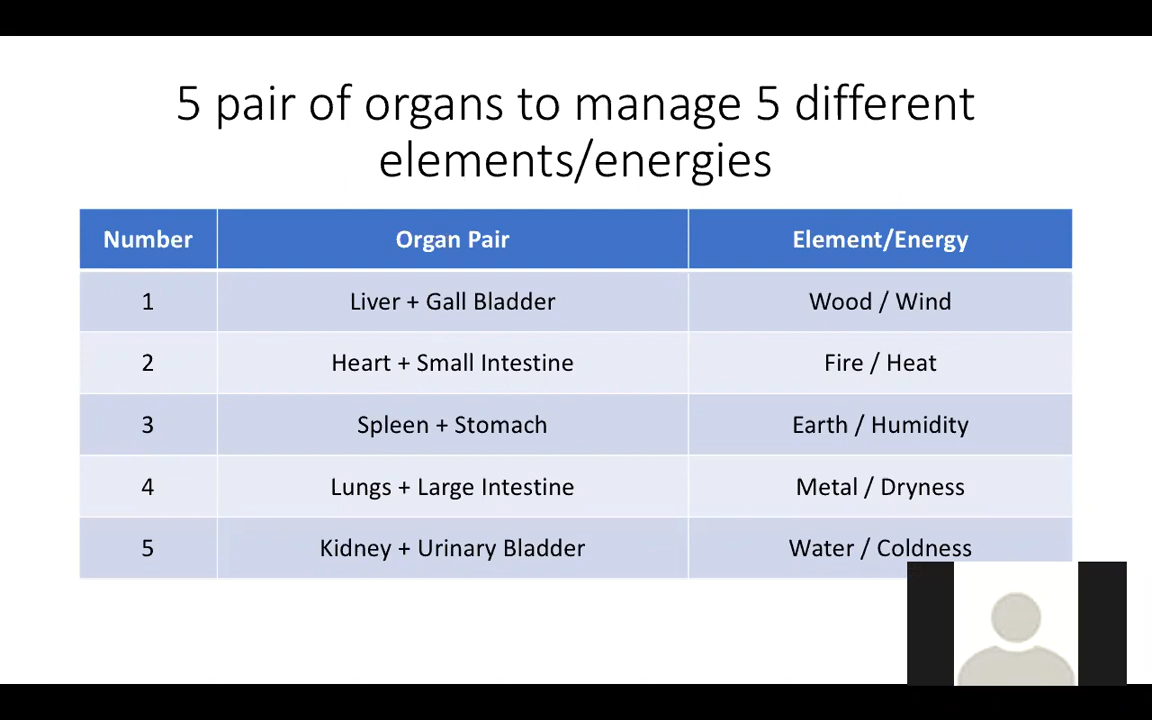 5 pair of organs to manage 5 different
elements/energies
Number Organ Pair Element/Energy
1 Liver + Gall Bladder Wood / Wind
2 Heart + Small Intestine Fire / Heat
3 Spleen + Stomach Earth / Humidity
4 Lungs + Large Intestine Metal / Dryness
5 Kidney + Urinary Bladder Water / Coldness